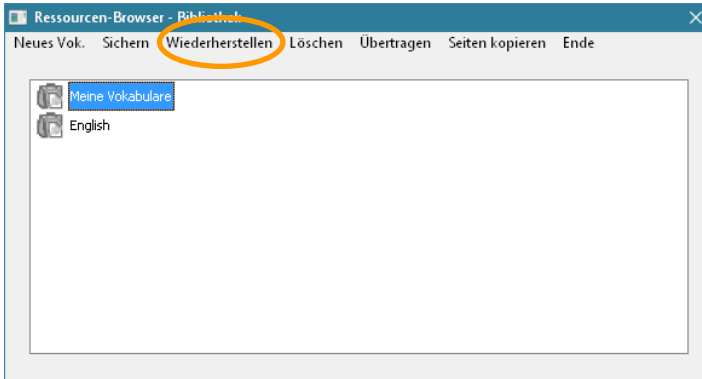 Ressourcen-Browser - Bibliothek
Neues Vok. Sichern Wiederherstellen Löschen Übertragen Seiten kopieren Ende
Meine Vokabulare
English